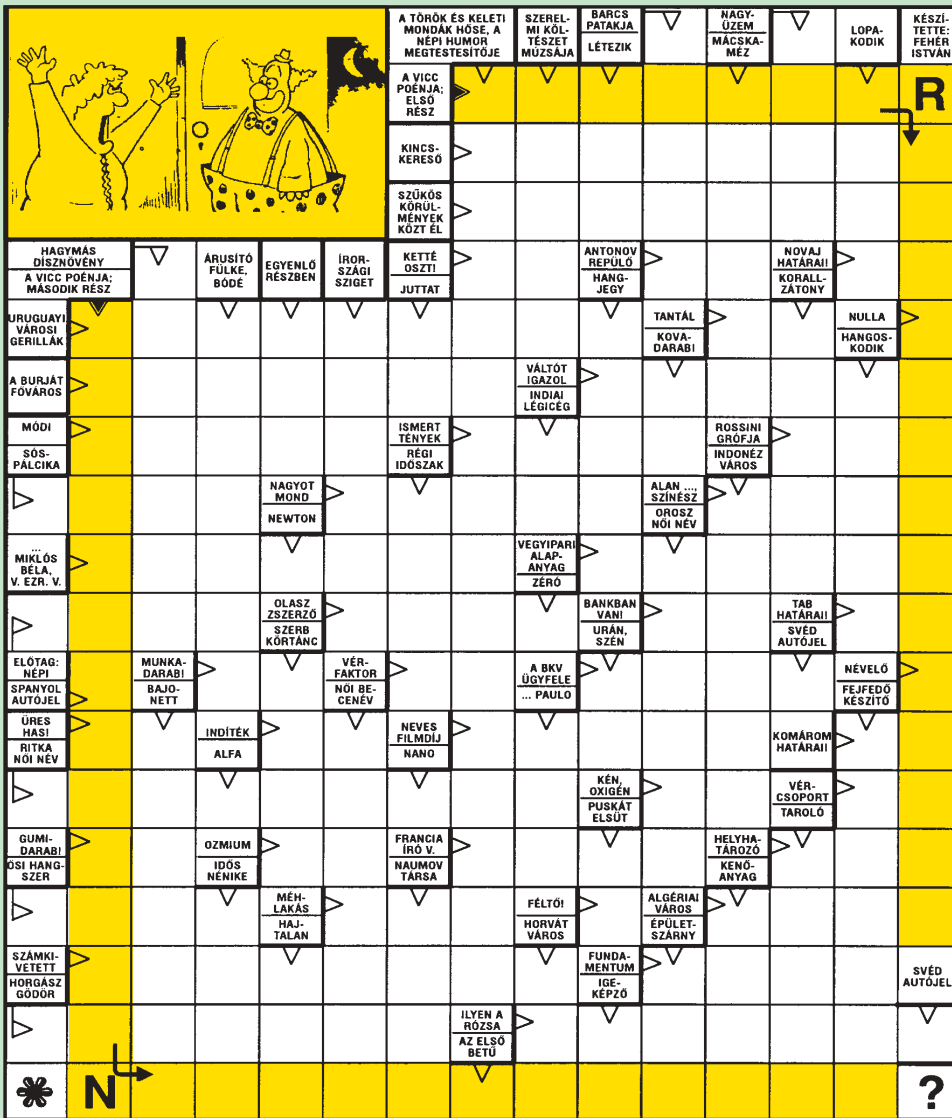 A TÖRÖK ÉS KELETI
MONDÁK HŐSE, A
NÉPI HUMOR
MEGTESTESÍTŐJE
SZEREL-
MI KÖL-
TÉSZET
MÚZSÁJA
BARCS
PATAKJA
LÉTEZIK
NAGY-
ÜZEM
MÁCSKA-
MÉZ
LOPA-
KODIK
KÉSZÍ-
TETTE:
FEHÉR
ISTVÁN
A VICC
POÉNJA;
ELSŐ
RÉSZ
R
KINCS-
KERESŐ
SZŰKÖS
KÖRÜL-
MÉNYEK
KÖZT ÉL
HAGYMÁS
DÍSZNÖVÉNY
A VICC POÉNJA;
MÁSODIK RÉSZ
ÁRUSÍTÓ
FÜLKE,
BÓDÉ
EGYENLŐ
RÉSZBEN
ÍROR-
SZÁGI
SZIGET
KETTÉ
OSZT!
JUTTAT
ANTONOV
REPÜLŐ
HANG-
JEGY
NOVAJ
HATÁRAI!
KORALL-
ZÁTONY
URUGUAYI
VÁROSI
GERILLÁK
TANTÁL
KOVA-
DARAB!
NULLA
HANGOS-
KODIK
A BURJÁT
FŐVÁROS
VÁLTÓT
IGAZOL
INDIAI
LÉGICÉG
MÓDI
SÓS-
PÁLCIKA
ISMERT
TÉNYEK
RÉGI
IDŐSZAK
ROSSINI
GRÓFJA
INDONÉZ
VÁROS
NAGYOT
MOND
NEWTON
ALAN ...,
SZÍNÉSZ
OROSZ
NŐI NÉV
...
MIKLÓS
BÉLA,
V. EZR. V.
VEGYIPARI
ALAP-
ANYAG
ZÉRÓ
OLASZ
ZSZERZŐ
SZERB
KÖRTÁNC
BANKBAN
VAN!
URÁN,
SZÉN
TAB
HATÁRAI!
SVÉD
AUTÓJEL
ELŐTAG:
NÉPI
SPANYOL
AUTÓJEL
MUNKA-
DARAB!
BAJO-
NETT
VÉR-
FAKTOR
NŐI BE-
CENÉV
A BKV
ÜGYFELE
... PAULO
NÉVELŐ
FEJFEDŐ
KÉSZÍTŐ
ÜRES
HAS!
RITKA
NŐI NÉV
INDÍTÉK
ALFA
NEVES
FILMDÍJ
NANO
KOMÁROM
HATÁRAI!
KÉN,
OXIGÉN
PUSKÁT
ELSÜT
VÉR-
CSOPORT
TAROLÓ
GUMI-
DARAB!
ŐSI HANG-
SZER
OZMIUM
IDŐS
NÉNIKE
FRANCIA
ÍRÓ V.
NAUMOV
TÁRSA
HELYHA-
TÁROZÓ
KENŐ-
ANYAG
MÉH-
LAKÁS
HAJ-
TALAN
FÉLTŐ!
HORVÁT
VÁROS
ALGÉRIAI
VÁROS
ÉPÜLET-
SZÁRNY
SZÁMKI-
VETETT
HORGÁSZ
GÖDÖR
FUNDA-
MENTUM
IGE-
KÉPZŐ
SVÉD
AUTÓJEL
ILYEN A
RÓZSA
AZ ELSŐ
BETŰ
N
?